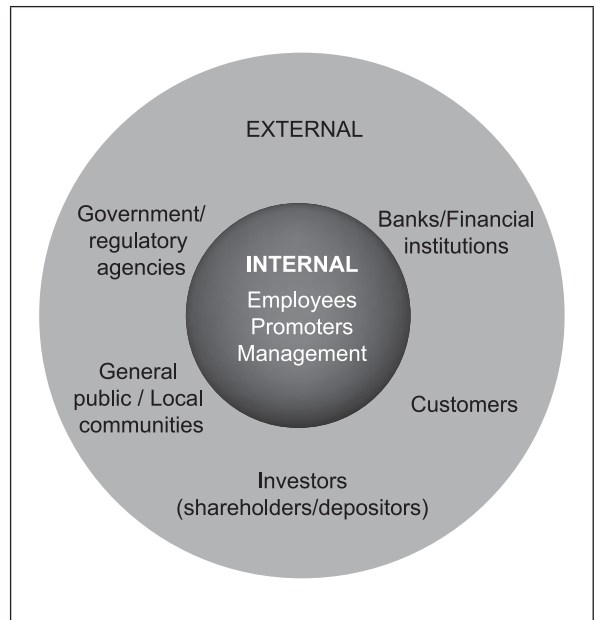 EXTERNAL
Government/
regulatory
agencies
Banks/Financial
institutions
INTERNAL
Employees
Promoters
Management
General
public / Local
communities
Customers
Investors
(shareholders/depositors)